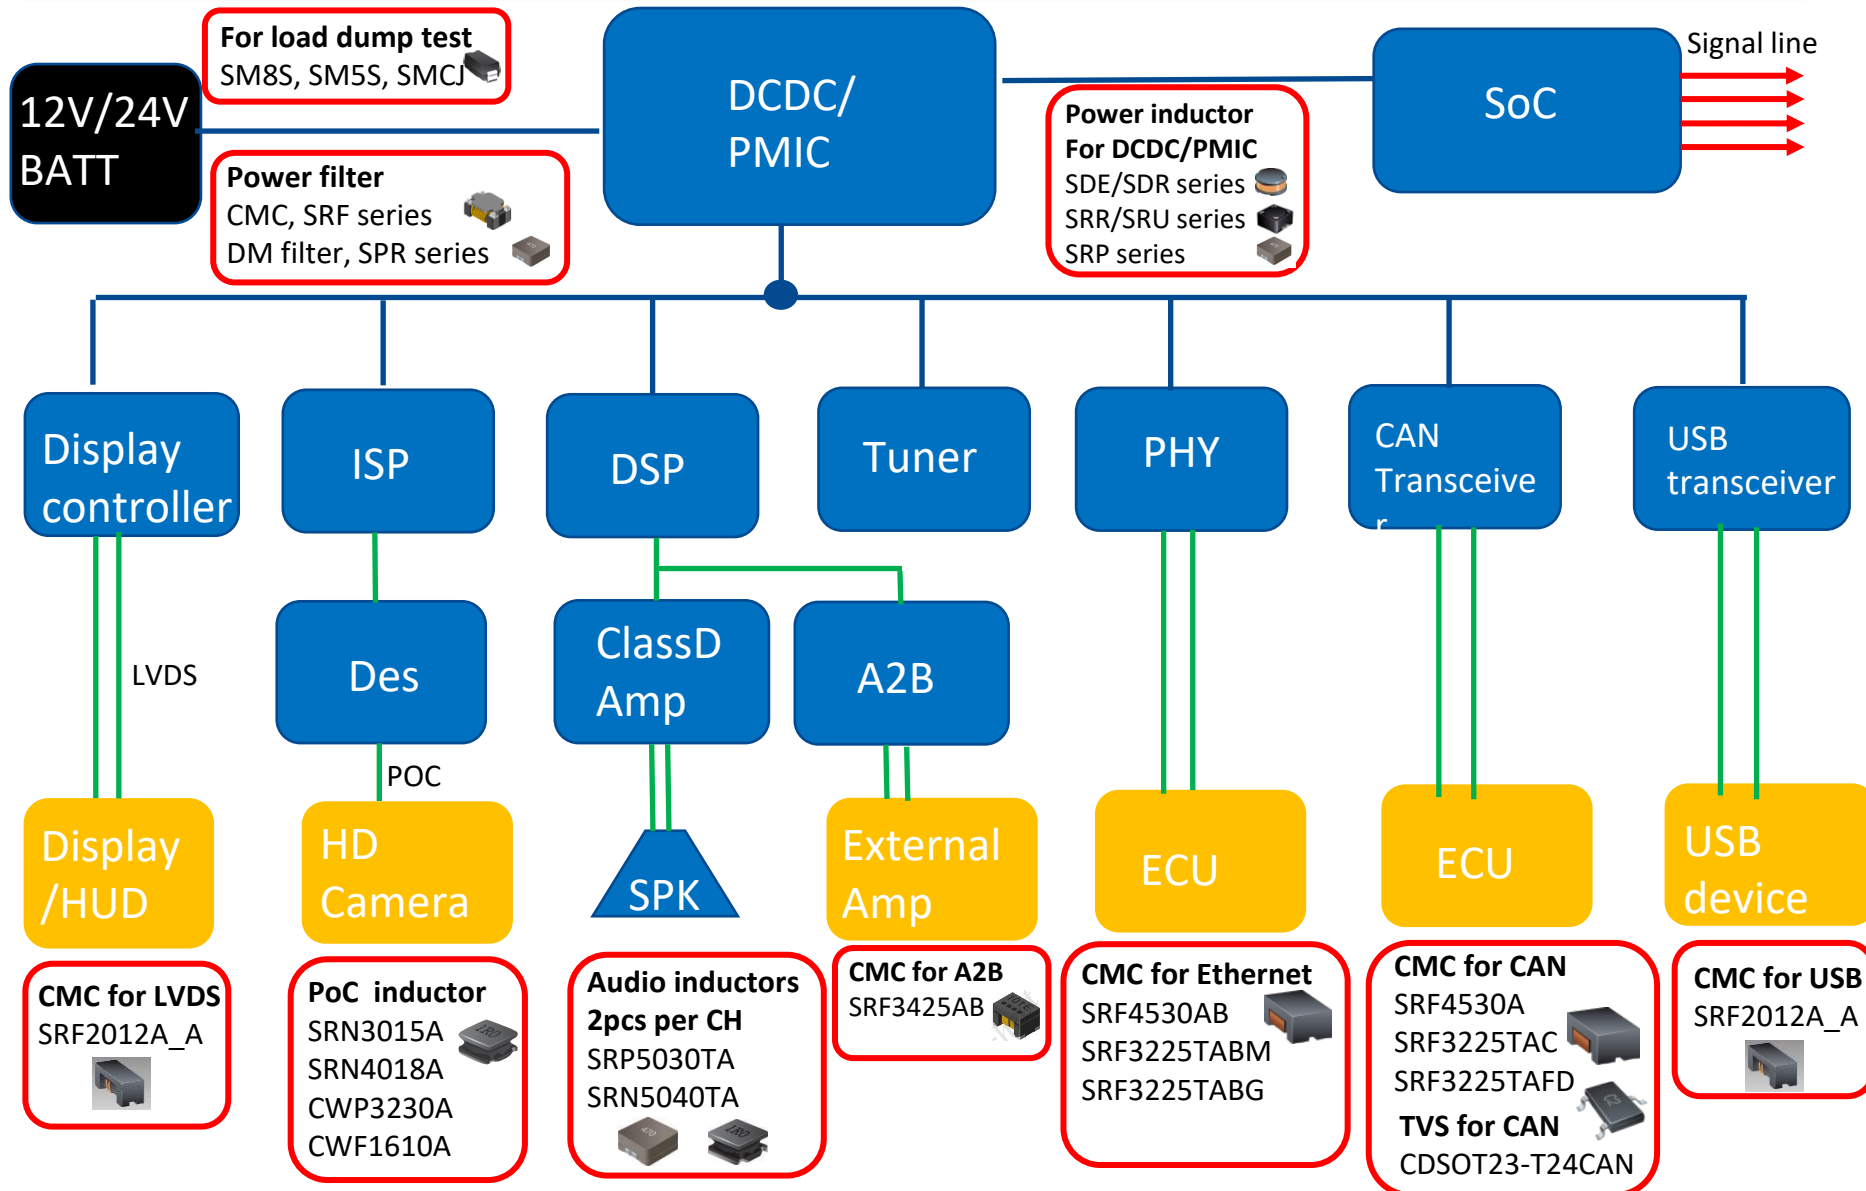 For load dump test
SM8S, SM5S, SMCJ
12V/24V
BATT
Power filter
CMC, SRF series
DM filter, SPR series
DCDC/
PMIC
Power inductor
For DCDC/PMIC
SDE/SDR series
SRR/SRU series
SRP series
SoC
Signal line
Display
controller
ISP
DSP
Tuner
PHY
CAN
Transceive
r
USB
transceiver
LVDS
Des
POC
ClassD
Amp
A2B
Display
/HUD
HD
Camera
SPK
External
Amp
ECU
ECU
USB
device
CMC for LVDS
SRF2012A_A
PoC inductor
SRN3015A
SRN4018A
CWP3230A
CWF1610A
1R0
Audio inductors
2pcs per CH
SRP5030TA
SRN5040TA
470
1R0
CMC for A2B
SRF3425AB
CMC for Ethernet
SRF4530AB
SRF3225TABM
SRF3225TABG
CMC for CAN
SRF4530A
SRF3225TAC
SRF3225TAFD
TVS for CAN
CDSOT23-T24CAN
CMC for USB
SRF2012A_A